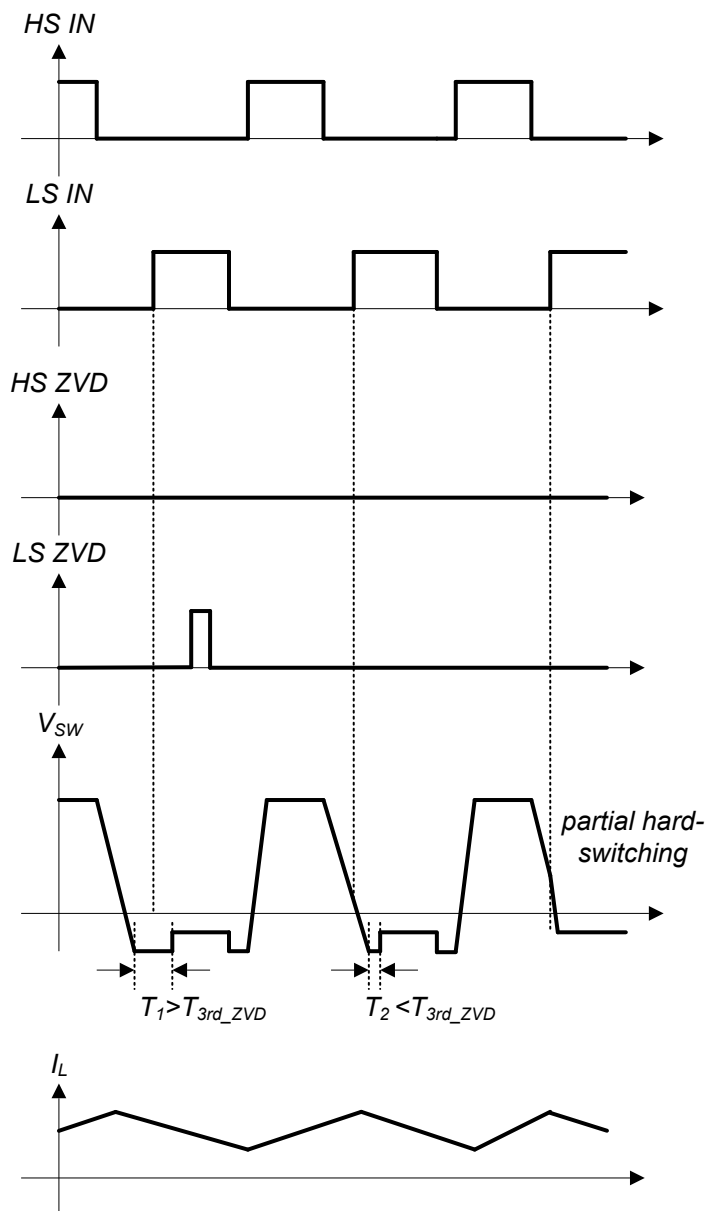 HS IN
LS IN
HS ZVD
LS ZVD
VSW
partial hard-
switching
T1>T3rd_ZVD
T2 <T3rd_ZVD
IL